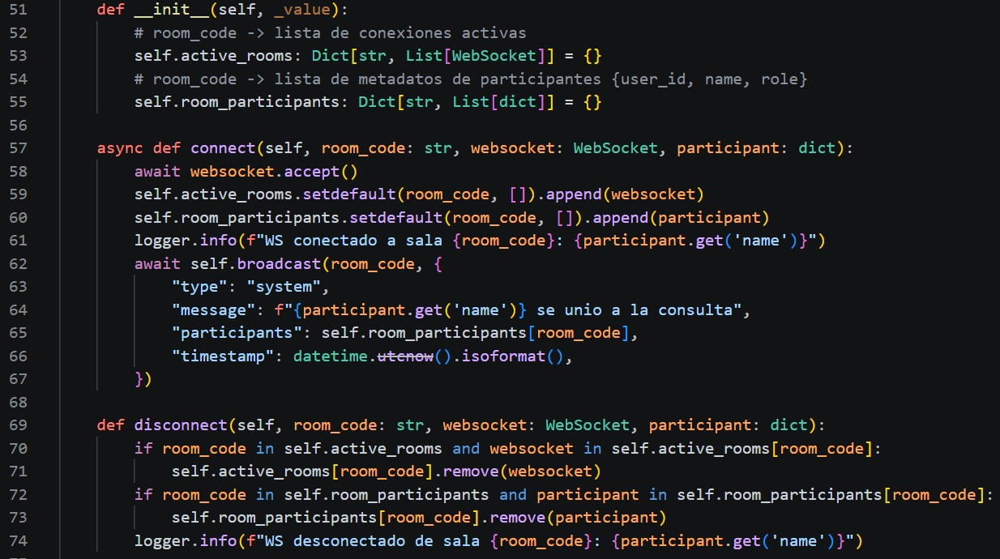 51 def __init__(self, _value):
52 # room_code -> lista de conexiones activas
53 self.active_rooms: Dict[str, List[WebSocket]] = {}
54 # room_code -> lista de metadatos de participantes {user_id, name, role}
55 self.room_participants: Dict[str, List[dict]] = {}
56
57 async def connect(self, room_code: str, websocket: WebSocket, participant: dict):
58 await websocket.accept()
59 self.active_rooms.setdefault(room_code, []).append(websocket)
60 self.room_participants.setdefault(room_code, []).append(participant)
61 logger.info(f"WS conectado a sala {room_code}: {participant.get('name')}")
62 await self.broadcast(room_code, {
63 "type": "system",
64 "message": f"{participant.get('name')} se unio a la consulta",
65 "participants": self.room_participants[room_code],
66 "timestamp": datetime.utcnow().isoformat(),
67 })
68
69 def disconnect(self, room_code: str, websocket: WebSocket, participant: dict):
70 if room_code in self.active_rooms and websocket in self.active_rooms[room_code]:
71 self.active_rooms[room_code].remove(websocket)
72 if room_code in self.room_participants and participant in self.room_participants[room_code]:
73 self.room_participants[room_code].remove(participant)
74 logger.info(f"WS desconectado de sala {room_code}: {participant.get('name')}")